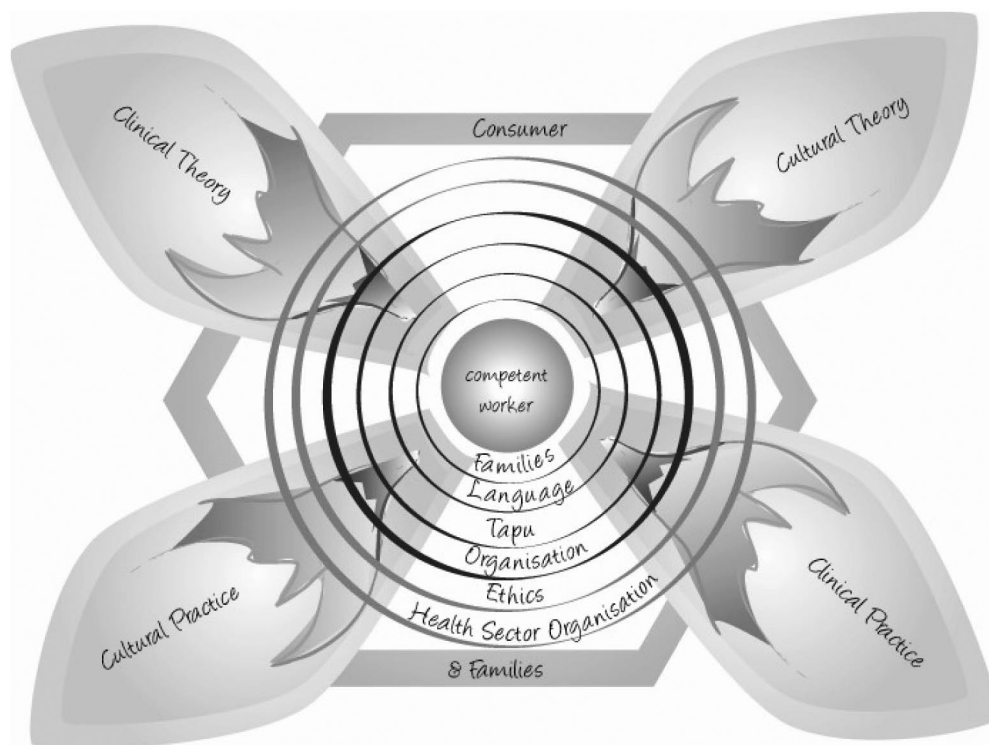 Clinical Theory
Cultural Theory
Consumer
competent
worker
Families
Language
Tapu
Organisation
Ethics
Health Sector Organisation
Cultural Practice
Clinical Practice
& Families